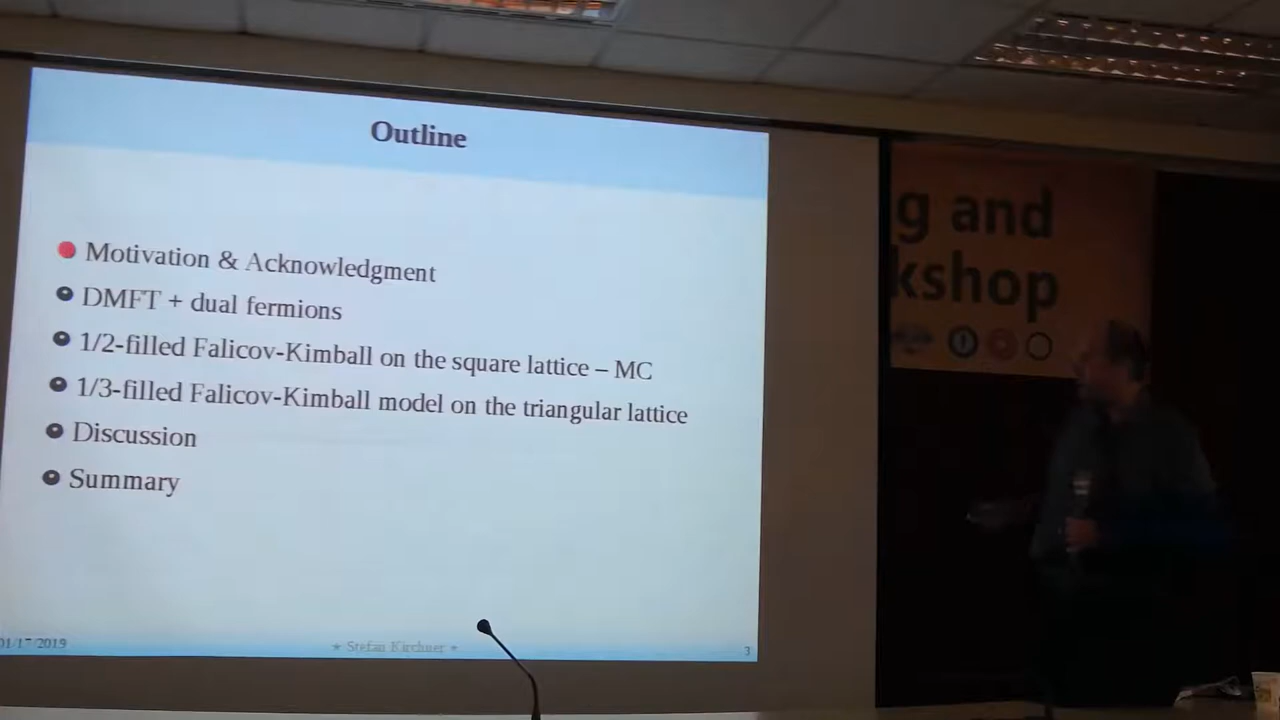 Outline
Motivation & Acknowledgment
DMFT + dual fermions
1/2-filled Falicov-Kimball on the square lattice – MC
1/3-filled Falicov-Kimball model on the triangular lattice
Discussion
Summary
01/17/2019
★ Stefan Kirchner ★
3
g and
kshop